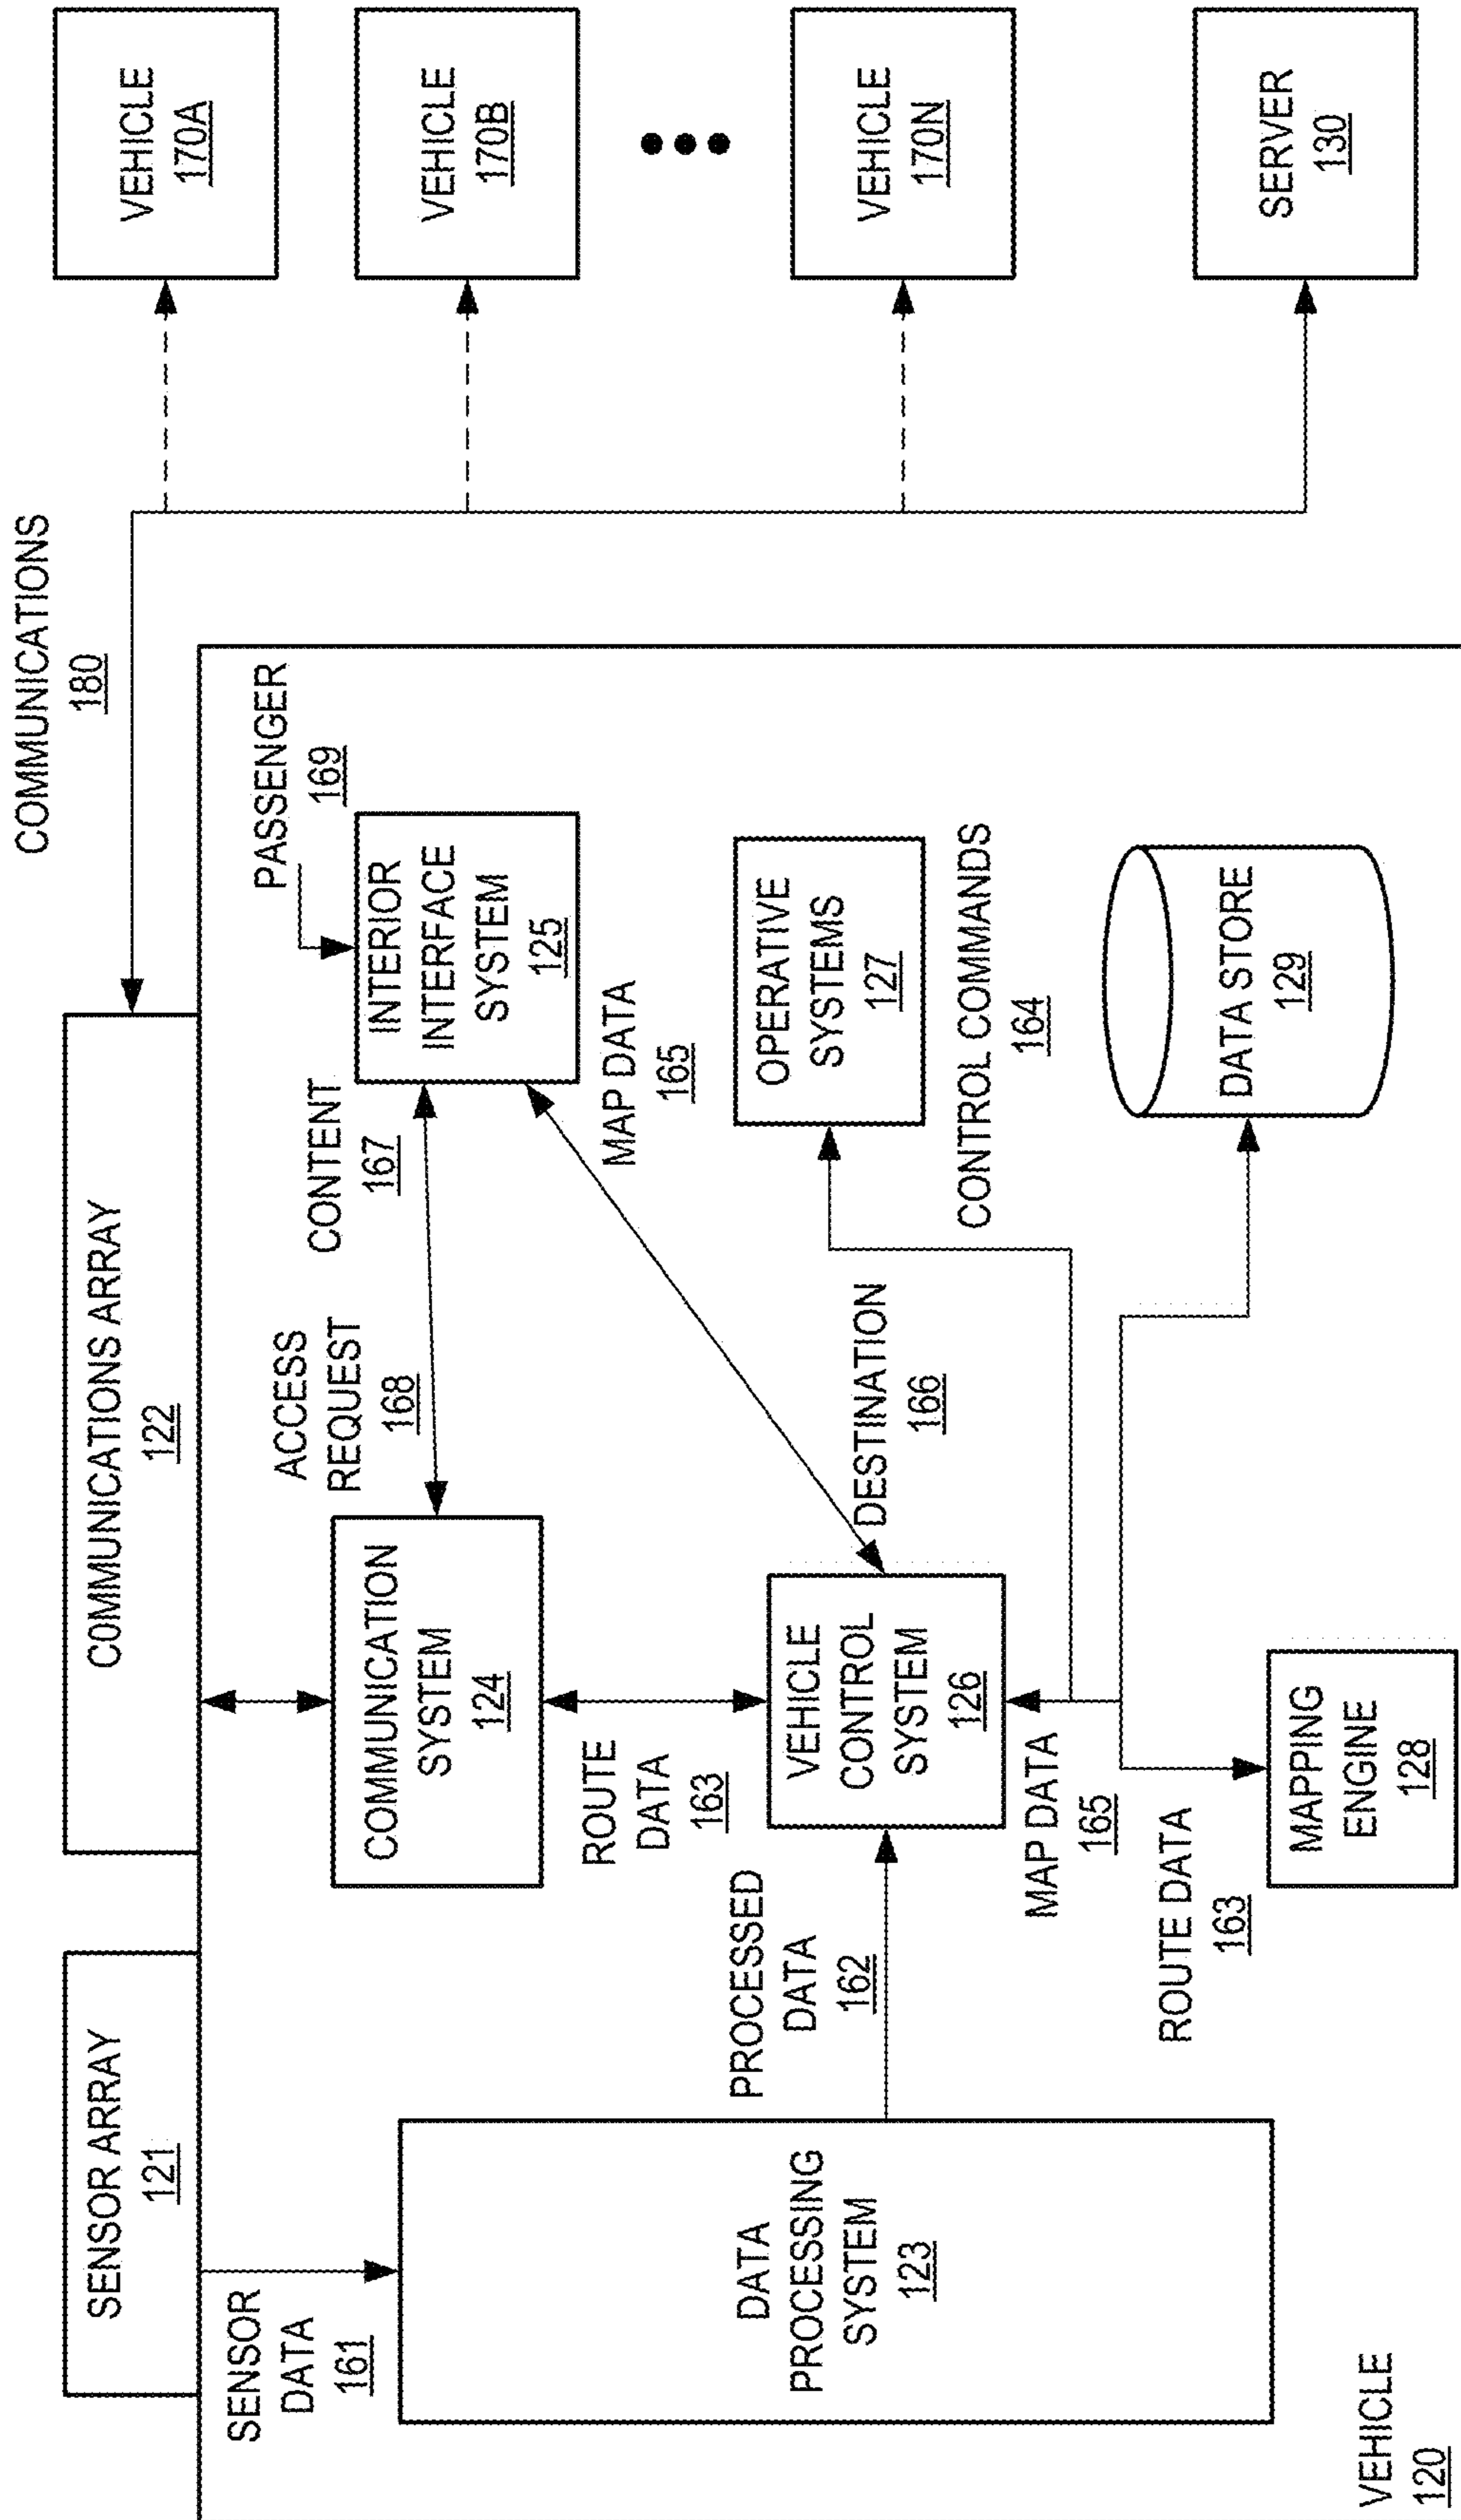 COMMUNICATIONS
180
SENSOR ARRAY
121
COMMUNICATIONS ARRAY
122
VEHICLE
170A
VEHICLE
170B
VEHICLE
170N
SERVER
130
SENSOR
DATA
161
DATA
PROCESSING
SYSTEM
123
PROCESSED
DATA
162
COMMUNICATION
SYSTEM
124
ACCESS
REQUEST
168
CONTENT
167
PASSENGER
169
INTERIOR
INTERFACE
SYSTEM
125
ROUTE
DATA
163
MAP DATA
165
VEHICLE
CONTROL
SYSTEM
126
DESTINATION
166
OPERATIVE
SYSTEMS
127
CONTROL COMMANDS
164
MAP DATA
165
ROUTE DATA
163
MAPPING
ENGINE
128
DATA STORE
129
VEHICLE
120